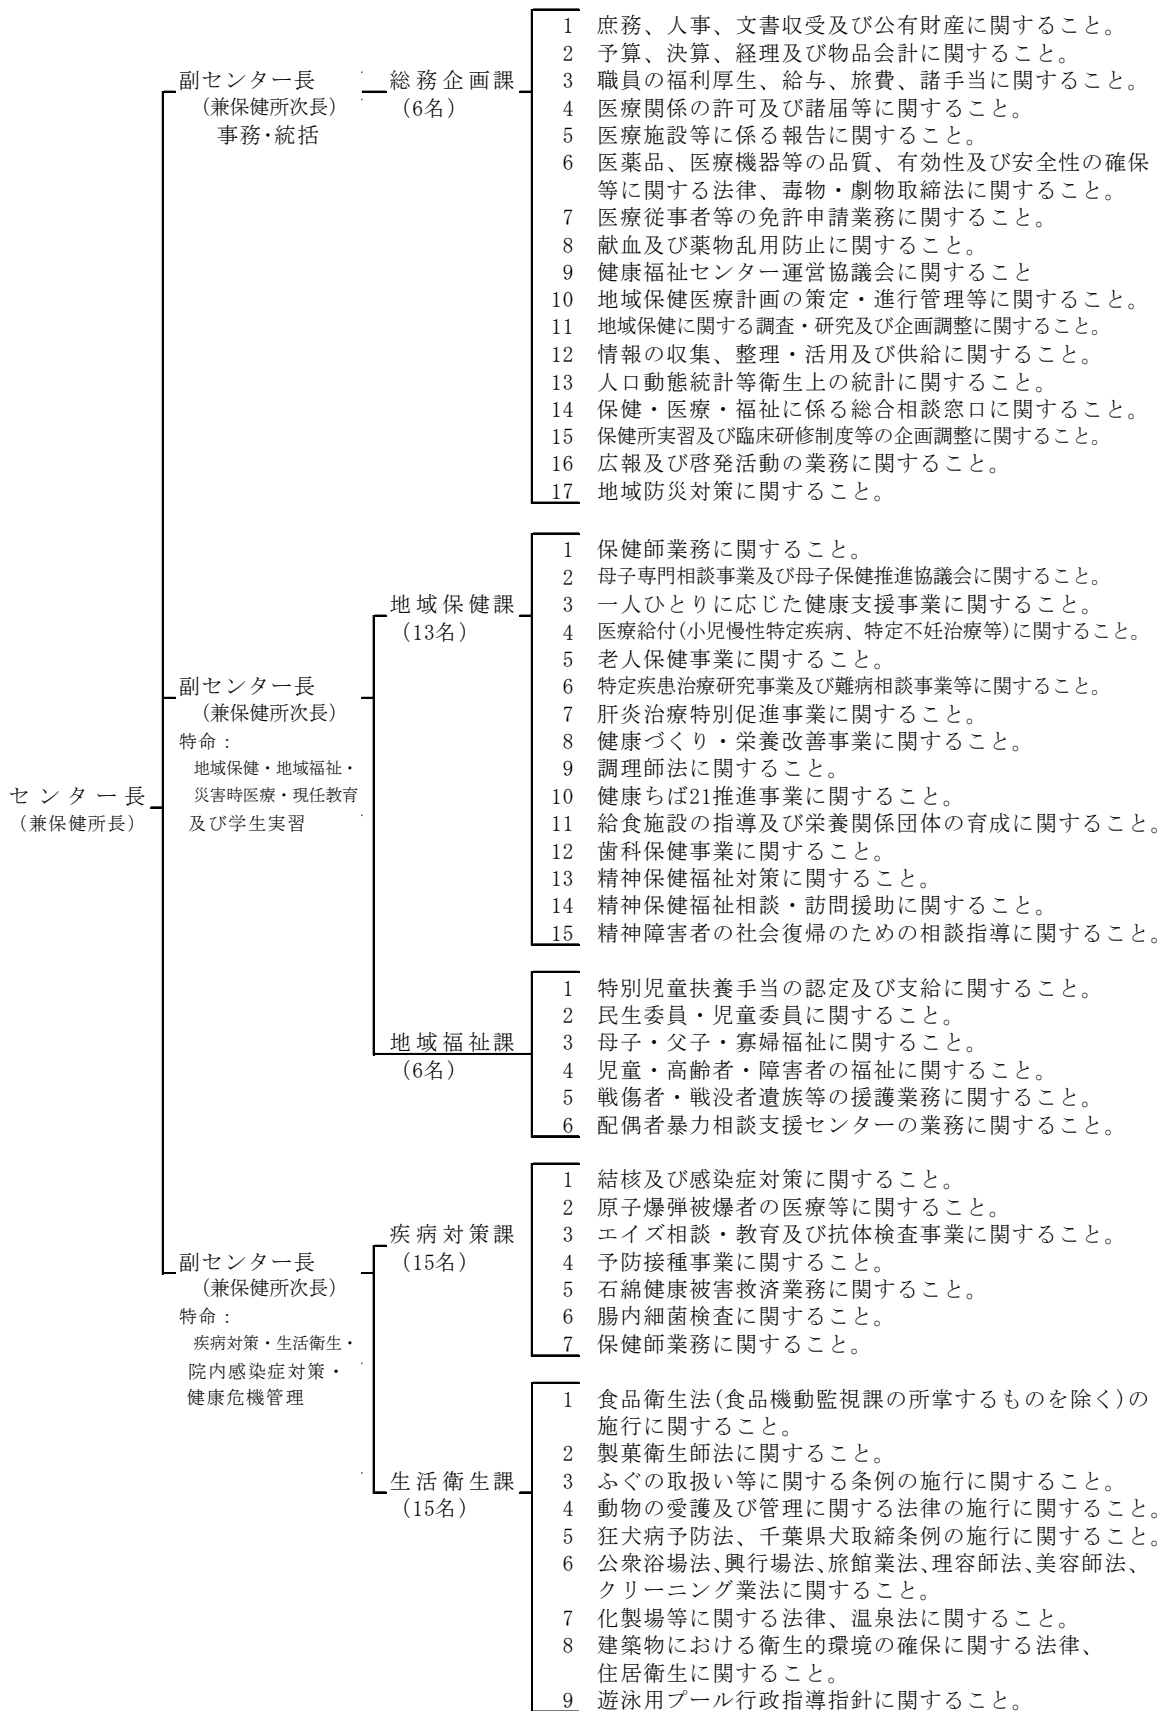 センター長
(兼保健所長)
副センター長
(兼保健所次長)
事務・統括
総務企画課
(6名)
1 庶務、人事、文書収受及び公有財産に関すること。
2 予算、決算、経理及び物品会計に関すること。
3 職員の福利厚生、給与、旅費、諸手当に関すること。
4 医療関係の許可及び諸届等に関すること。
5 医療施設等に係る報告に関すること。
6 医薬品、医療機器等の品質、有効性及び安全性の確保
等に関する法律、毒物・劇物取締法に関すること。
7 医療従事者等の免許申請業務に関すること。
8 献血及び薬物乱用防止に関すること。
9 健康福祉センター運営協議会に関すること
10 地域保健医療計画の策定・進行管理等に関すること。
11 地域保健に関する調査・研究及び企画調整に関すること。
12 情報の収集、整理・活用及び供給に関すること。
13 人口動態統計等衛生上の統計に関すること。
14 保健・医療・福祉に係る総合相談窓口に関すること。
15 保健所実習及び臨床研修制度等の企画調整に関すること。
16 広報及び啓発活動の業務に関すること。
17 地域防災対策に関すること。
副センター長
(兼保健所次長)
特命：
地域保健・地域福祉・
災害時医療・現任教育
及び学生実習
地域保健課
(13名)
1 保健師業務に関すること。
2 母子専門相談事業及び母子保健推進協議会に関すること。
3 一人ひとりに応じた健康支援事業に関すること。
4 医療給付(小児慢性特定疾病、特定不妊治療等)に関すること。
5 老人保健事業に関すること。
6 特定疾患治療研究事業及び難病相談事業等に関すること。
7 肝炎治療特別促進事業に関すること。
8 健康づくり・栄養改善事業に関すること。
9 調理師法に関すること。
10 健康ちば21推進事業に関すること。
11 給食施設の指導及び栄養関係団体の育成に関すること。
12 歯科保健事業に関すること。
13 精神保健福祉対策に関すること。
14 精神保健福祉相談・訪問援助に関すること。
15 精神障害者の社会復帰のための相談指導に関すること。
地域福祉課
(6名)
1 特別児童扶養手当の認定及び支給に関すること。
2 民生委員・児童委員に関すること。
3 母子・父子・寡婦福祉に関すること。
4 児童・高齢者・障害者の福祉に関すること。
5 戦傷者・戦没者遺族等の援護業務に関すること。
6 配偶者暴力相談支援センターの業務に関すること。
副センター長
(兼保健所次長)
特命：
疾病対策・生活衛生・
院内感染症対策・
健康危機管理
疾病対策課
(15名)
1 結核及び感染症対策に関すること。
2 原子爆弾被爆者の医療等に関すること。
3 エイズ相談・教育及び抗体検査事業に関すること。
4 予防接種事業に関すること。
5 石綿健康被害救済業務に関すること。
6 腸内細菌検査に関すること。
7 保健師業務に関すること。
生活衛生課
(15名)
1 食品衛生法(食品機動監視課の所掌するものを除く)の
施行に関すること。
2 製菓衛生師法に関すること。
3 ふぐの取扱い等に関する条例の施行に関すること。
4 動物の愛護及び管理に関する法律の施行に関すること。
5 狂犬病予防法、千葉県犬取締条例の施行に関すること。
6 公衆浴場法、興行場法、旅館業法、理容師法、美容師法、
クリーニング業法に関すること。
7 化製場等に関する法律、温泉法に関すること。
8 建築物における衛生的環境の確保に関する法律、
住居衛生に関すること。
9 遊泳用プール行政指導指針に関すること。